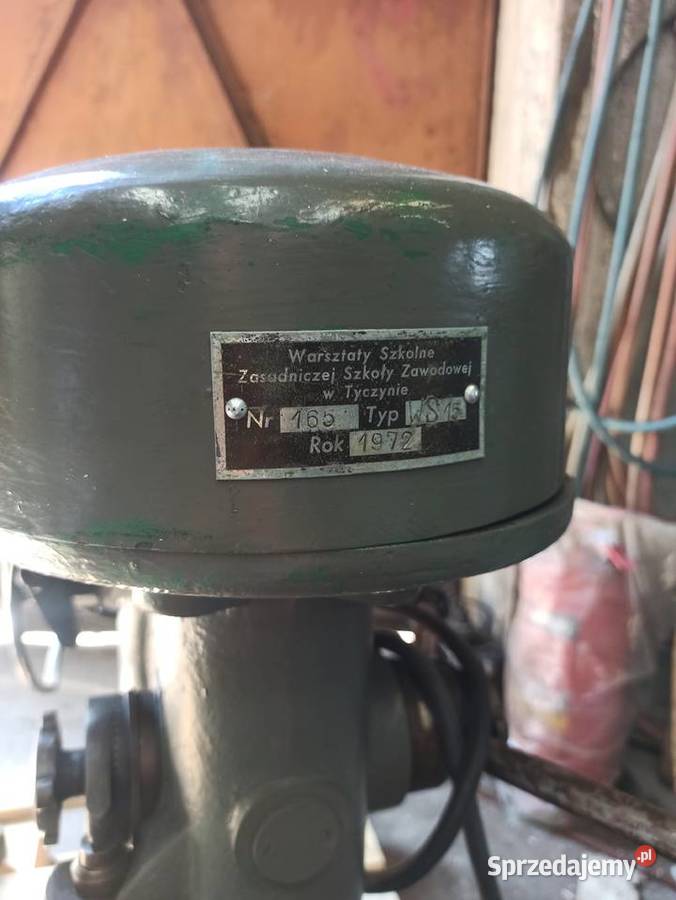 Warsztaty Szkolne
Zasadniczej Szkoły Zawodowej
w Tyczynie
Nr 165 Typ WS15
Rok 1972
Sprzedajemy.pl